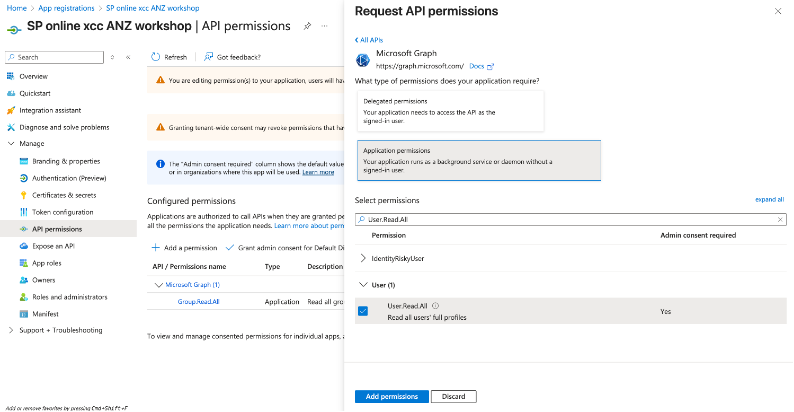 Home > App registrations > SP online xcc ANZ workshop
SP online xcc ANZ workshop | API permissions
Search
Overview
Quickstart
Integration assistant
Diagnose and solve problems
Manage
Branding & properties
Authentication (Preview)
Certificates & secrets
Token configuration
API permissions
Expose an API
App roles
Owners
Roles and administrators
Manifest
Support + Troubleshooting
Add or remove favorites by pressing Cmd+Shift+F
Refresh
Got feedback?
You are editing permission(s) to your application, users will hav
Granting tenant-wide consent may revoke permissions that hav
The "Admin consent required" column shows the default value
or in organizations where this app will be used. Learn more
Configured permissions
Applications are authorized to call APIs when they are granted pe
all the permissions the application needs. Learn more about perm
Add a permission
Grant admin consent for Default Di
API / Permissions name Type Description
Microsoft Graph (1)
Group.Read.All Application Read all gro
To view and manage consented permissions for individual apps, a
Request API permissions
All APIs
Microsoft Graph
https://graph.microsoft.com/ Docs
What type of permissions does your application require?
Delegated permissions
Your application needs to access the API as the
signed-in user.
Application permissions
Your application runs as a background service or daemon without a
signed-in user.
Select permissions
expand all
User.Read.All
Permission Admin consent required
IdentityRiskyUser
User (1)
User.Read.All
Read all users' full profiles
Yes
Add permissions
Discard